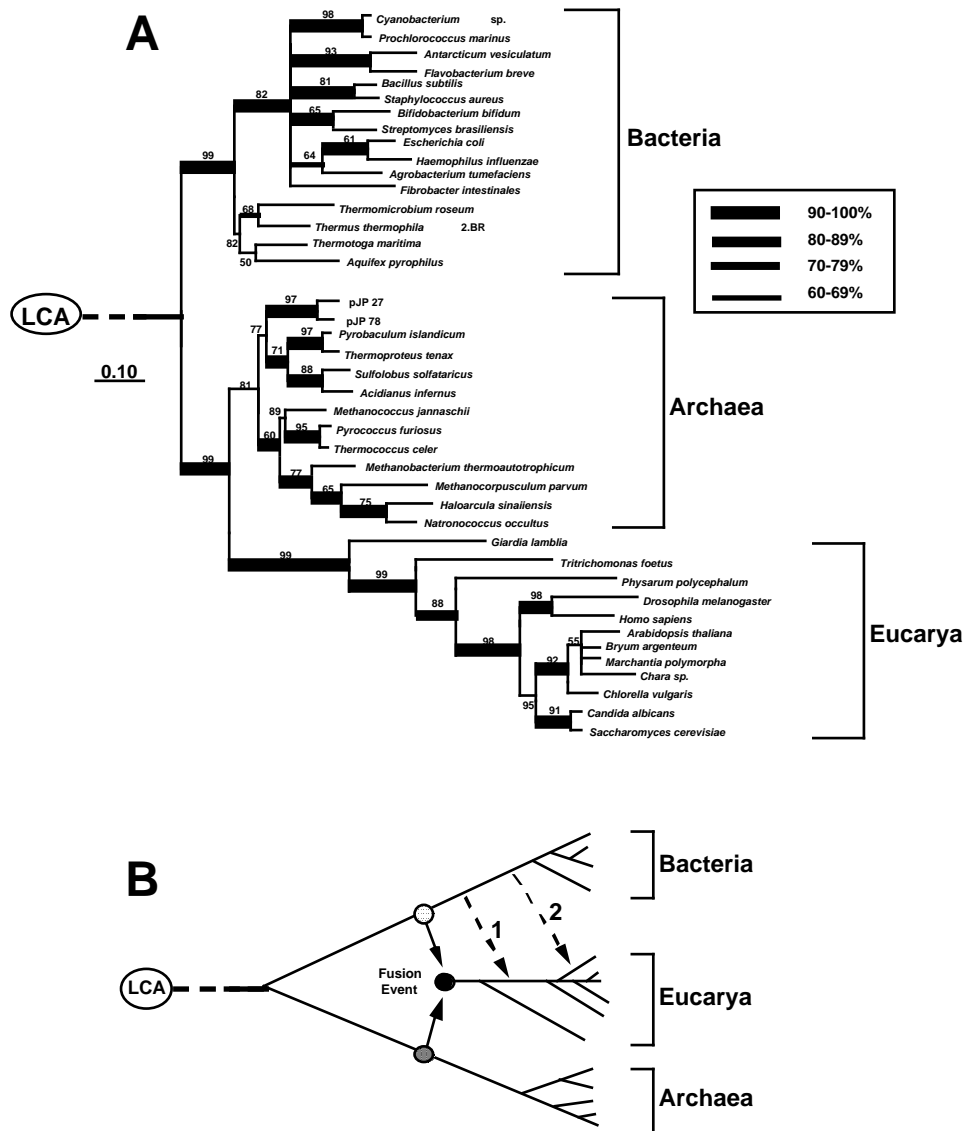 A
98
Cyanobacterium sp.
Prochlorococcus marinus
93
Antarcticum vesiculatum
Flavobacterium breve
81
Bacillus subtilis
82
Staphylococcus aureus
65
Bifidobacterium bifidum
Streptomyces brasiliensis
61
Escherichia coli
Bacteria
99
64
Haemophilus influenzae
Agrobacterium tumefaciens
Fibrobacter intestinales
68
Thermomicrobium roseum
Thermus thermophila 2.BR
82
Thermotoga maritima
50
Aquifex pyrophilus
90-100%
80-89%
70-79%
60-69%
LCA
0.10
97
pJP 27
pJP 78
77
97
Pyrobaculum islandicum
71
Thermoproteus tenax
88
Sulfolobus solfataricus
81
Acidianus infernus
89
Methanococcus jannaschii
Archaea
95
Pyrococcus furiosus
60
Thermococcus celer
99
77
Methanobacterium thermoautotrophicum
65
Methanocorpusculum parvum
75
Haloarcula sinaiiensis
Natronococcus occultus
99
Giardia lamblia
99
Tritrichomonas foetus
88
Physarum polycephalum
98
Drosophila melanogaster
Homo sapiens
98
Arabidopsis thaliana
Eucarya
55
Bryum argenteum
92
Marchantia polymorpha
Chara sp.
95
Chlorella vulgaris
91
Candida albicans
Saccharomyces cerevisiae
B
Bacteria
1
2
Fusion
Event
LCA
Eucarya
Archaea